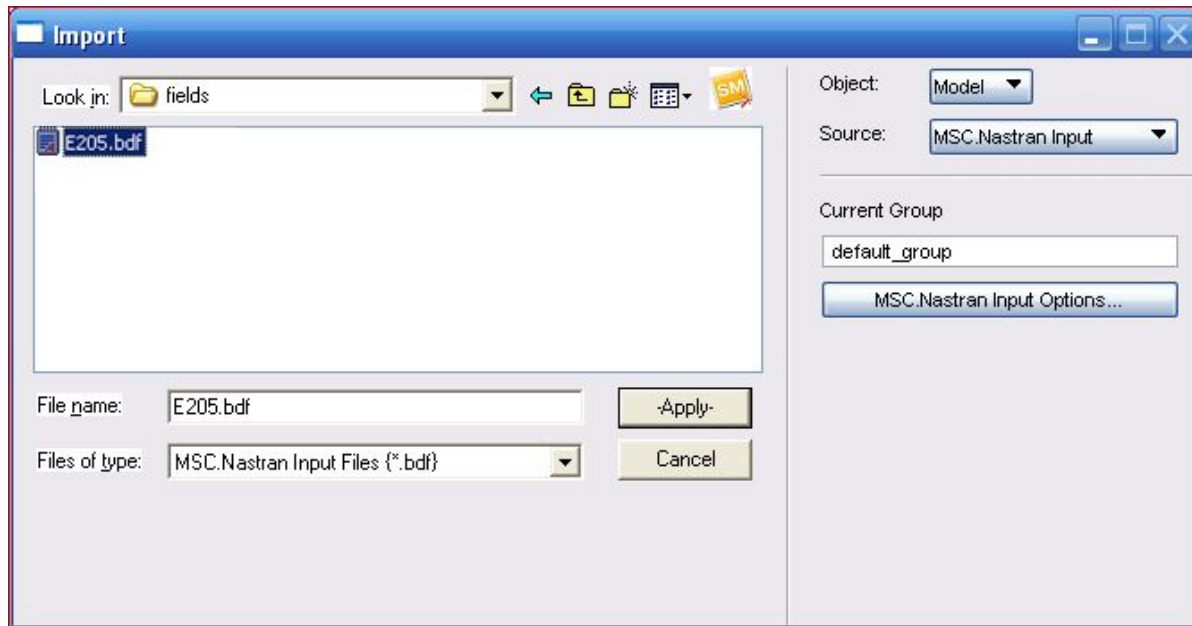 Import
Look in: fields
SM
E205.bdf
File name: E205.bdf
Files of type: MSC.Nastran Input Files {*.bdf}
-Apply-
Cancel
Object: Model
Source: MSC.Nastran Input
Current Group
default_group
MSC.Nastran Input Options...